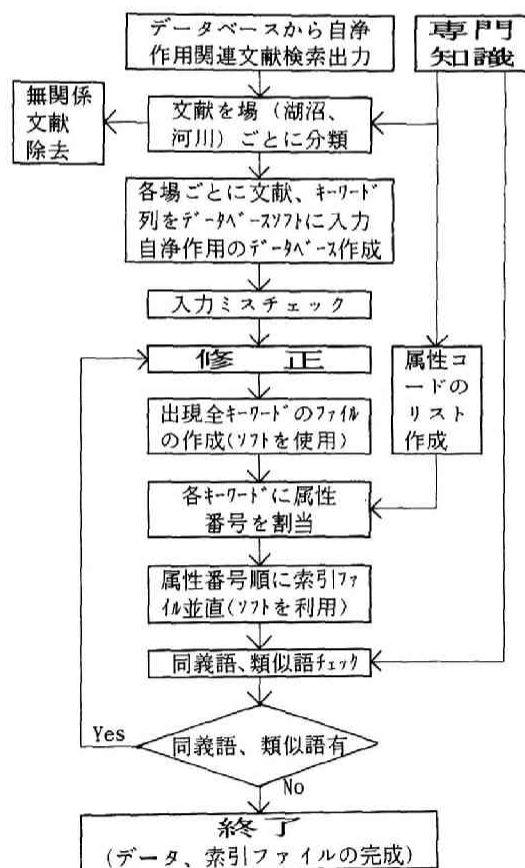 データベースから自浄
作用関連文献検索出力
専門
知識
無関係
文献
除去
文献を場（湖沼、
河川）ごとに分類
各場ごとに文献、ｷｰﾜｰﾄﾞ
列をﾃﾞｰﾀﾍﾞｰｽｿﾌﾄに入力
自浄作用のﾃﾞｰﾀﾍﾞｰｽ作成
入力ミスチェック
修　正
属性コ
ードの
リスト
作成
出現全ｷｰﾜｰﾄﾞのﾌｧｲﾙ
の作成(ｿﾌﾄを使用)
各ｷｰﾜｰﾄﾞに属性
番号を割当
属性番号順に索引ﾌｧ
ｲﾙ並直(ｿﾌﾄを利用)
同義語、類似語ﾁｪｯｸ
Yes
同義語、類似語有
No
終了
(データ、索引ファイルの完成)